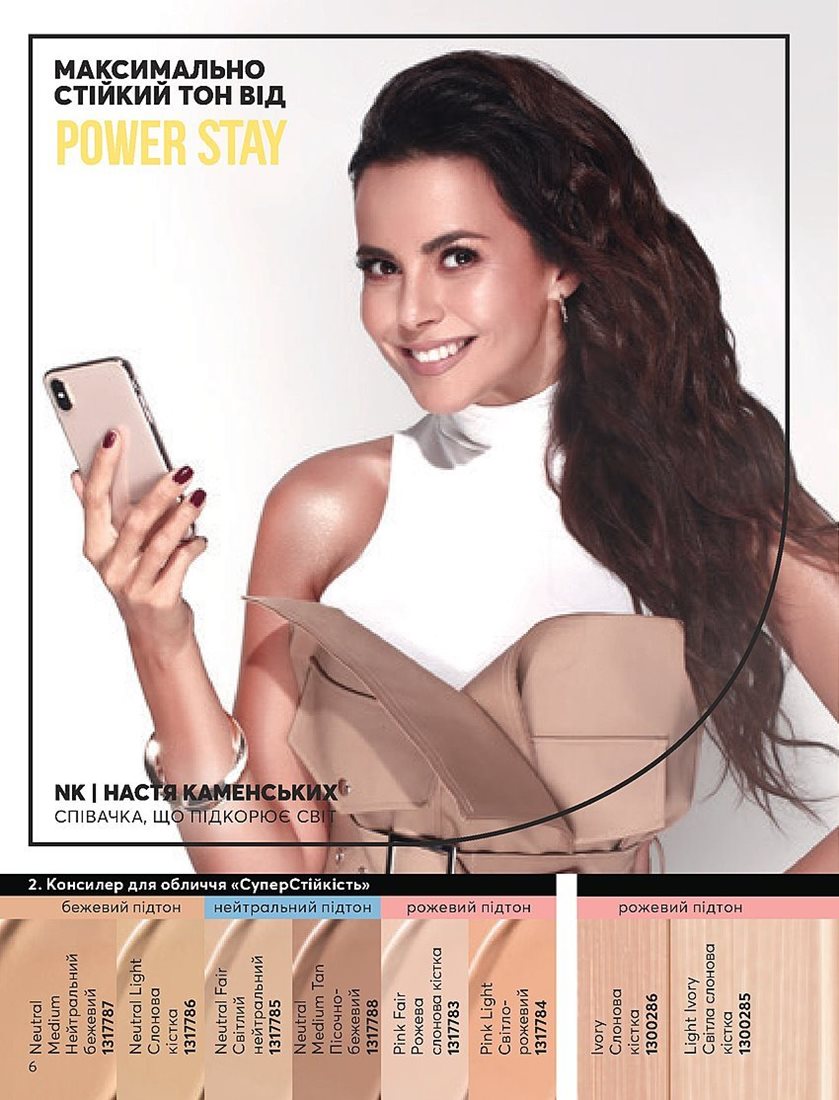 МАКСИМАЛЬНО
СТІЙКИЙ ТОН ВІД
POWER STAY
NK | НАСТЯ КАМЕНСЬКИХ
СПІВАЧКА, ЩО ПІДКОРЮЄ СВІТ
2. Консилер для обличчя «СуперСтійкість»
бежевий підтон
нейтральний підтон
рожевий підтон
рожевий підтон
Neutral
Medium
Нейтральний
бежевий
1317787
Neutral Light
Слонова
кістка
1317786
Neutral Fair
Світлий
нейтральний
1317785
Neutral
Medium Tan
Пісочно-
бежевий
1317788
Pink Fair
Рожева
слонова кістка
1317783
Pink Light
Світло-
рожевий
1317784
Ivory
Слонова
кістка
1300286
Light Ivory
Світла слонова
кістка
1300285
6